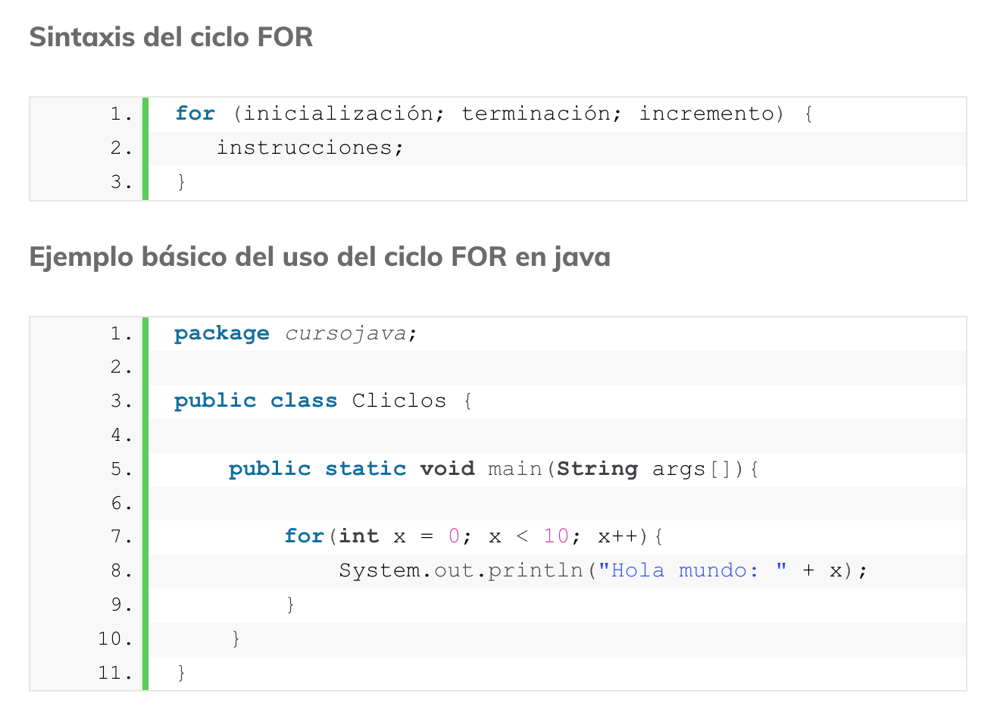 Sintaxis del ciclo FOR
1. for (inicialización; terminación; incremento) {
2.    instrucciones;
3. }
Ejemplo básico del uso del ciclo FOR en java
1. package cursojava;
2.
3. public class Cliclos {
4.
5.     public static void main(String args[]){
6.
7.         for(int x = 0; x < 10; x++){
8.             System.out.println("Hola mundo: " + x);
9.         }
10.     }
11. }